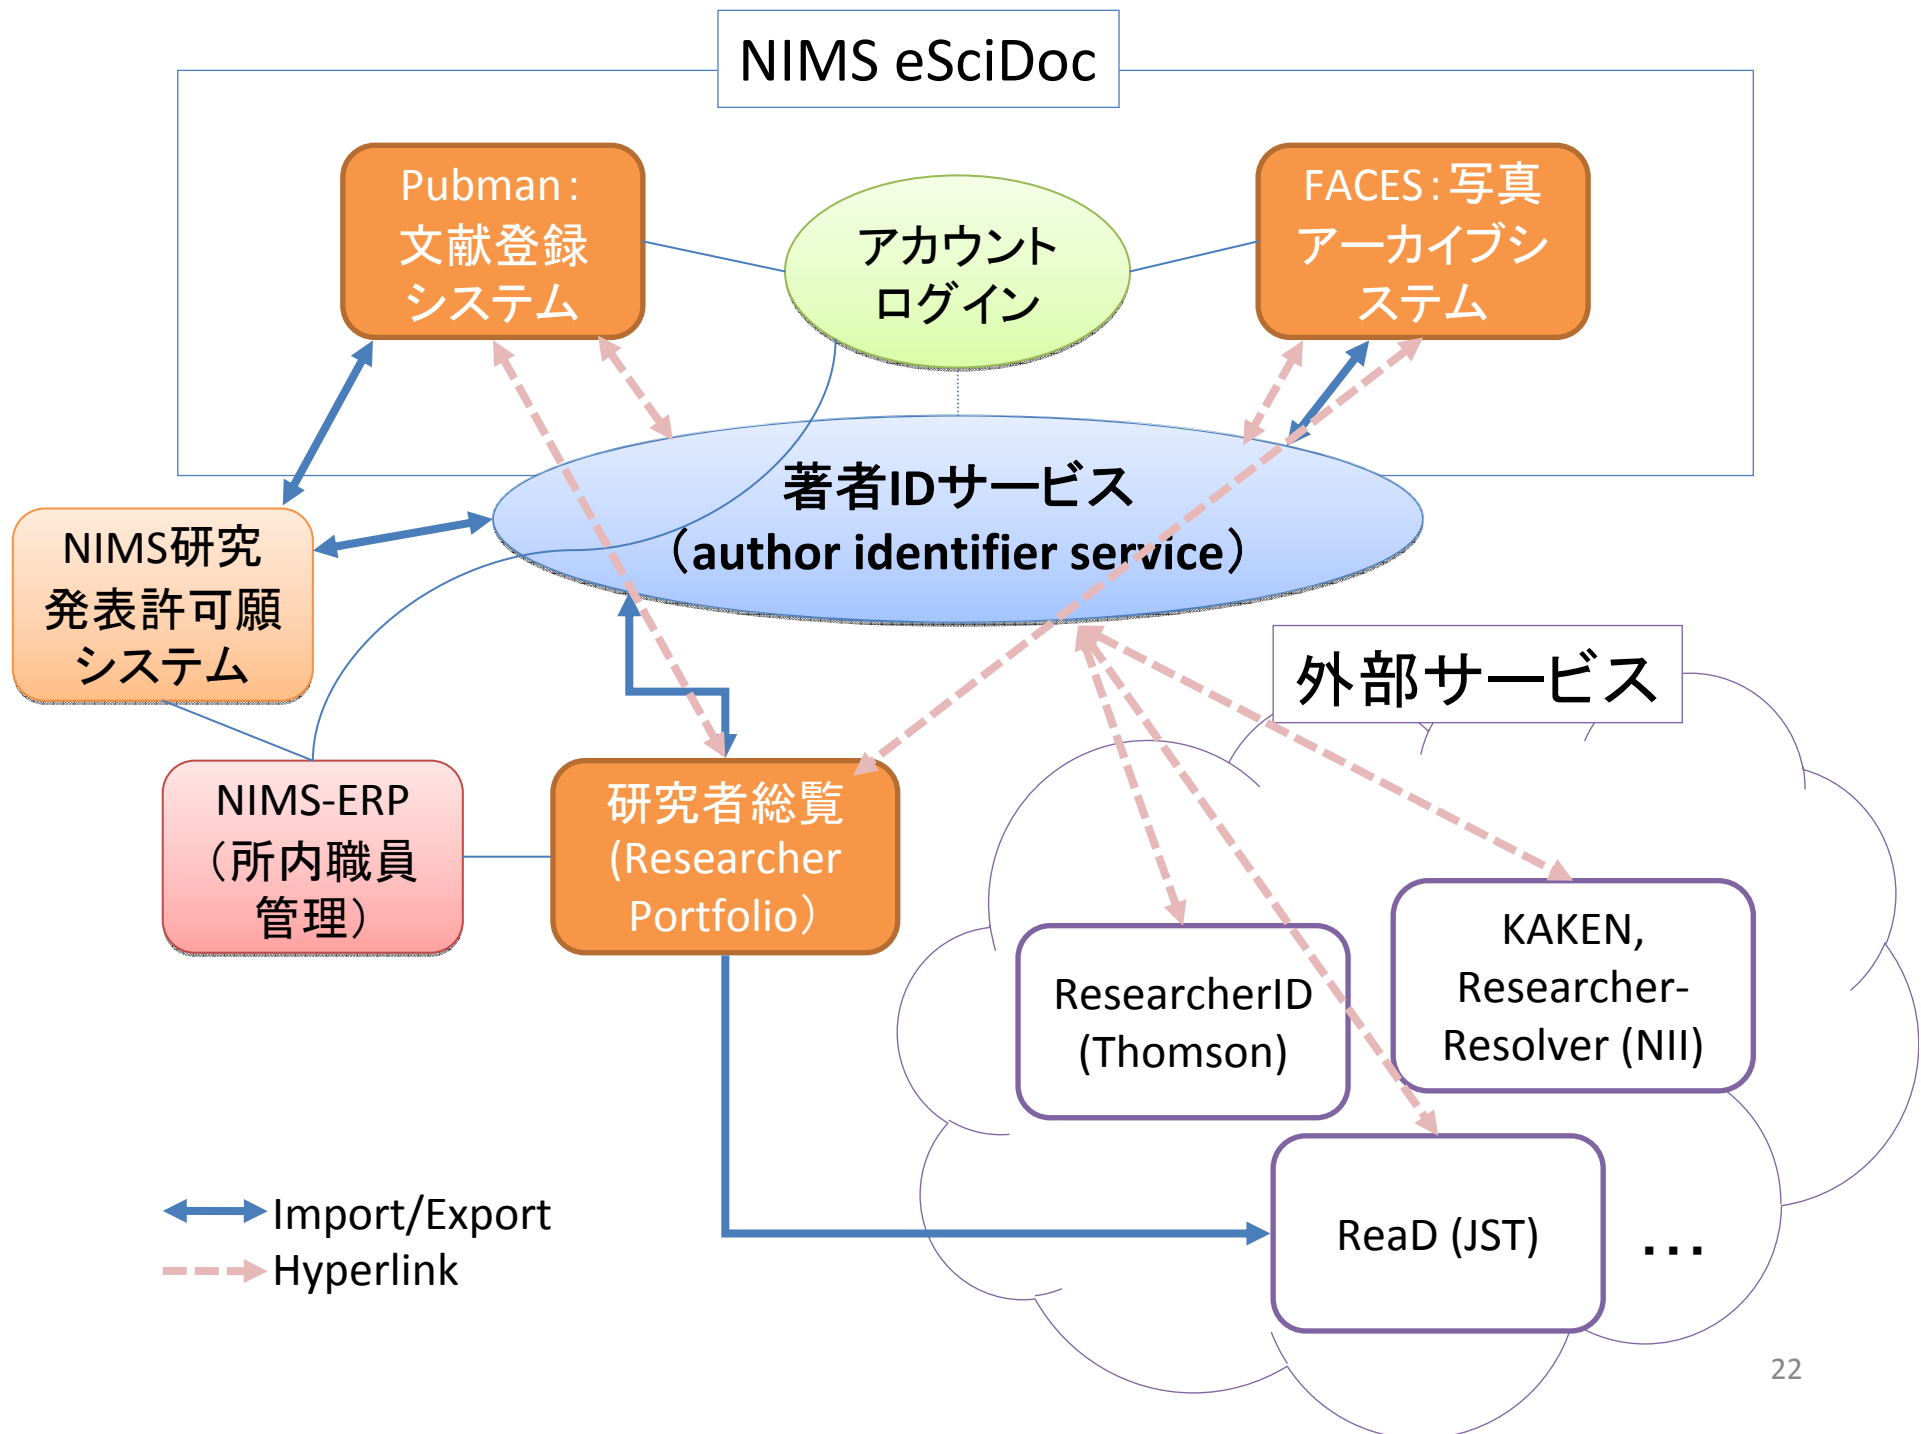 NIMS eSciDoc
Pubman：
文献登録
システム
アカウント
ログイン
FACES：写真
アーカイブシ
ステム
著者IDサービス
（author identifier service）
NIMS研究
発表許可願
システム
外部サービス
NIMS-ERP
（所内職員
管理）
研究者総覧
(Researcher
Portfolio）
ResearcherID
(Thomson)
KAKEN,
Researcher-
Resolver (NII)
ReaD (JST)
…
Import/Export
Hyperlink
22